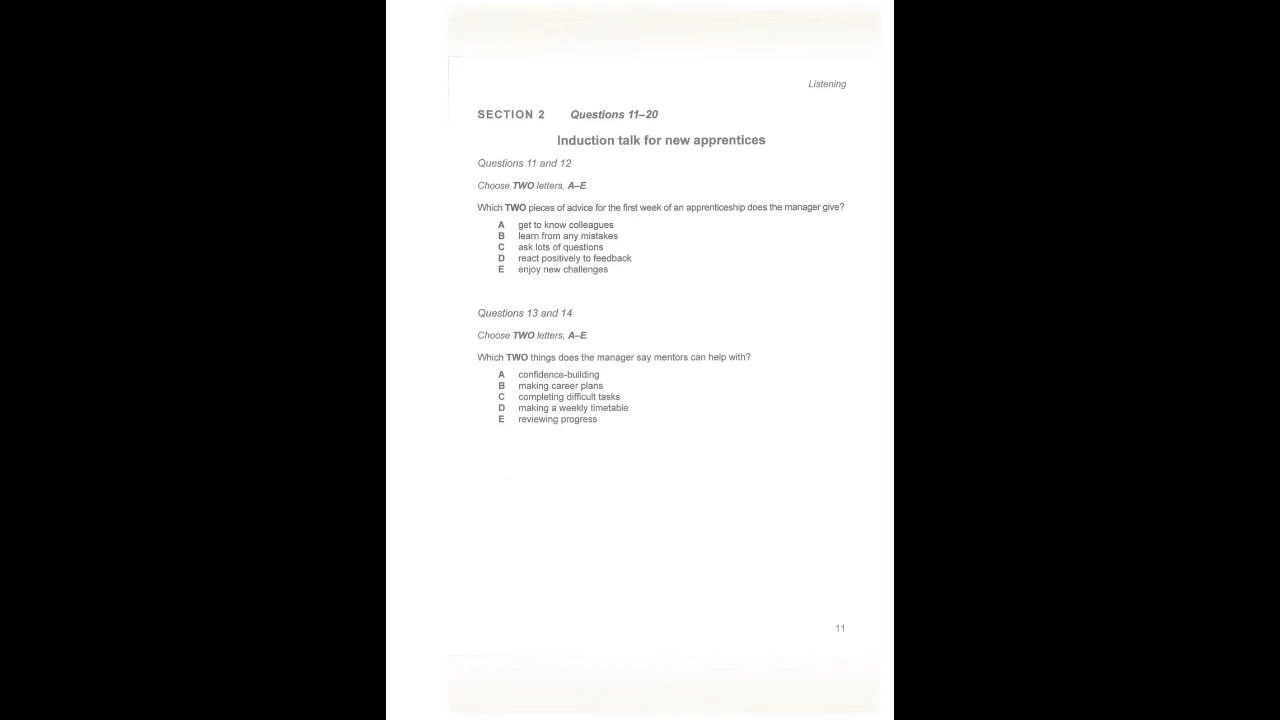 Listening
SECTION 2 Questions 11–20
Induction talk for new apprentices
Questions 11 and 12
Choose TWO letters, A–E.
Which TWO pieces of advice for the first week of an apprenticeship does the manager give?
A get to know colleagues
B learn from any mistakes
C ask lots of questions
D react positively to feedback
E enjoy new challenges
Questions 13 and 14
Choose TWO letters, A–E.
Which TWO things does the manager say mentors can help with?
A confidence-building
B making career plans
C completing difficult tasks
D making a weekly timetable
E reviewing progress
11